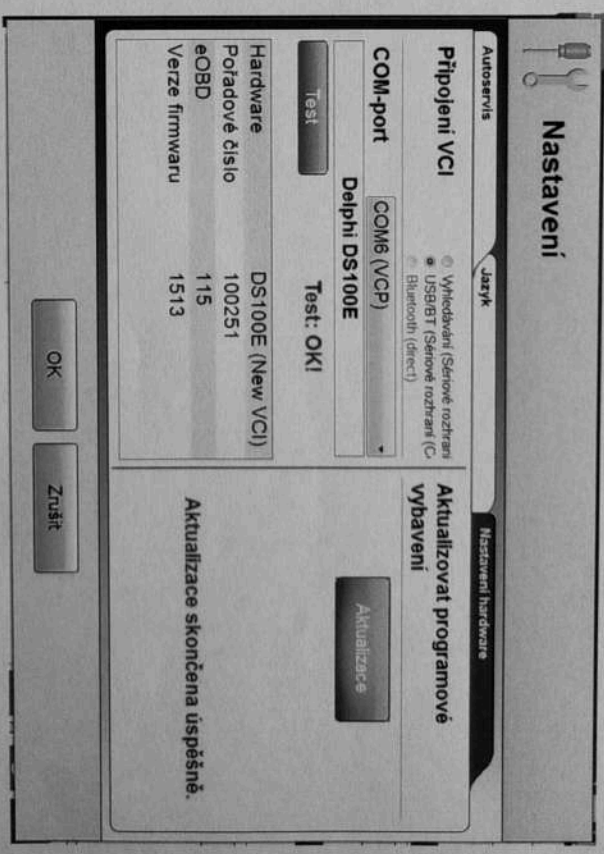 Nastavení
Autoservis
Jazyk
Nastavení hardware
Připojení VCI
Vyhledávání (Sériové rozhraní
USB/BT (Sériové rozhraní (C
Bluetooth (direct)
COM-port
COM6 (VCP)
Delphi DS100E
Test
Test: OK!
Hardware DS100E (New VCI)
Pořadové číslo 100251
eOBD 115
Verze firmwaru 1513
Aktualizovat programové
vybavení
Aktualizace
Aktualizace skončena úspěšně.
OK
Zrušit